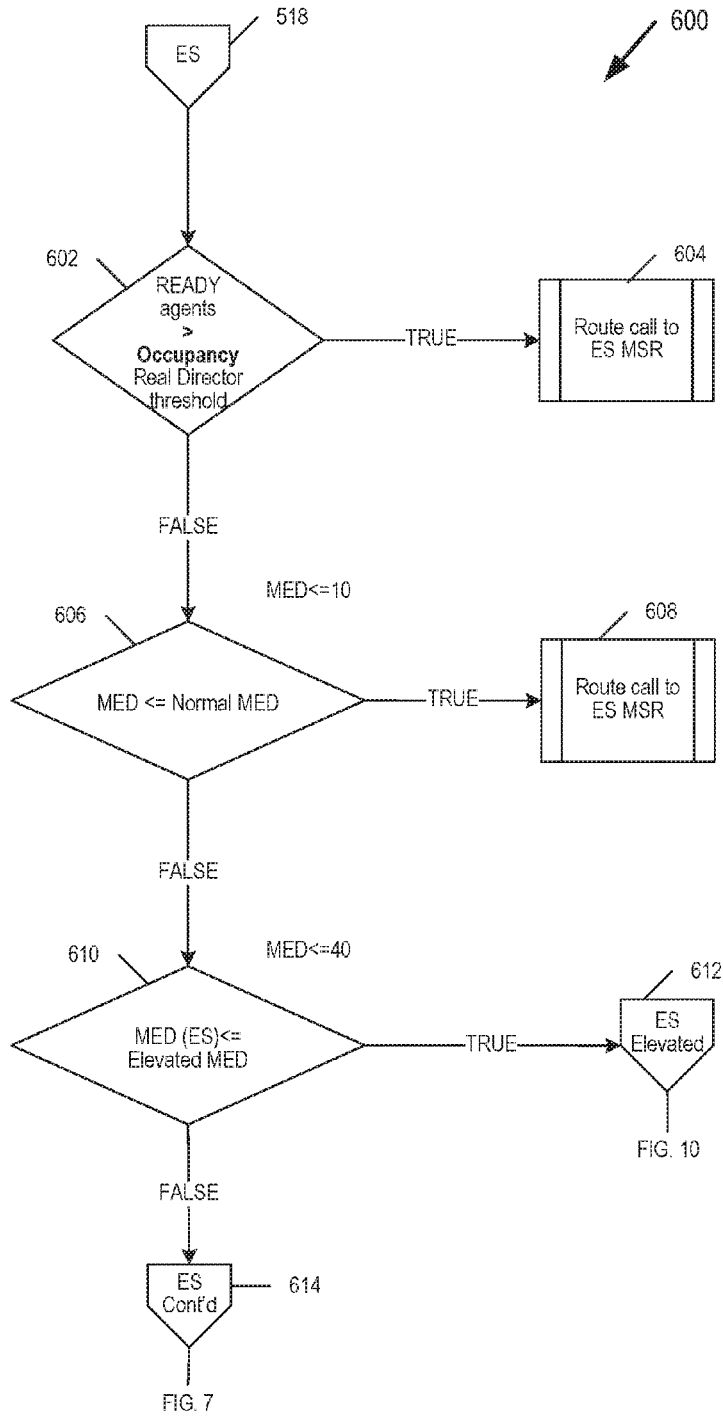 518
ES
600
602
READY
agents
>
Occupancy
Real Director
threshold
TRUE
604
Route call to
ES MSR
FALSE
MED<=10
606
MED <= Normal MED
TRUE
608
Route call to
ES MSR
FALSE
MED<=40
610
MED (ES)<=
Elevated MED
TRUE
612
ES
Elevated
FIG. 10
FALSE
ES
Cont'd
614
FIG. 7